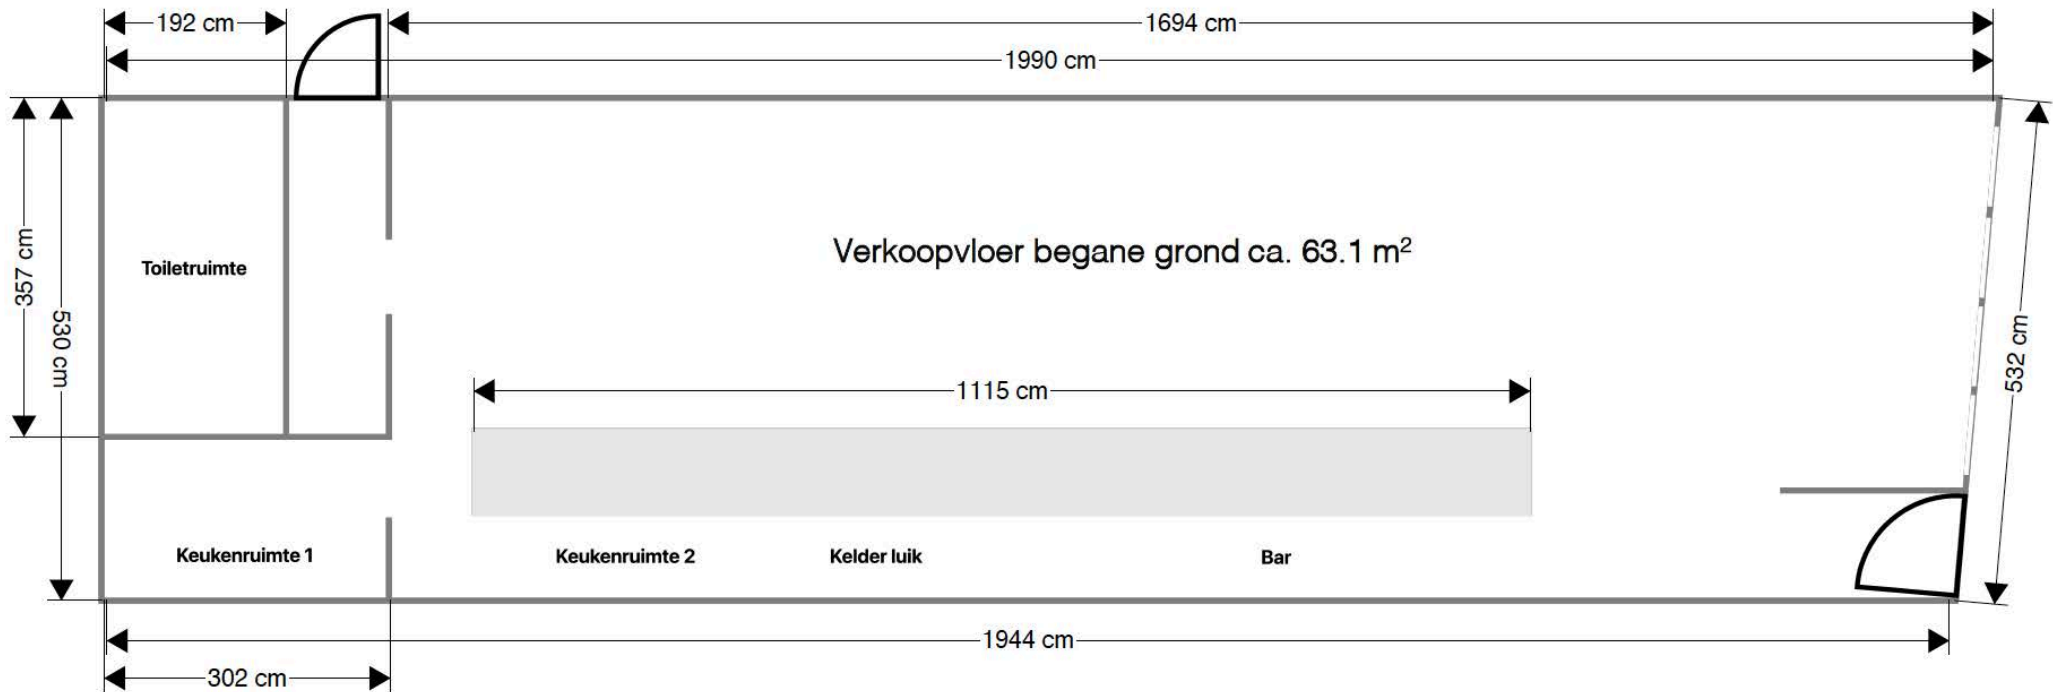 192 cm
1694 cm
1990 cm
357 cm
530 cm
Toiletruimte
Verkoopvloer begane grond ca. 63.1 m²
532 cm
1115 cm
Keukenruimte 1
Keukenruimte 2
Kelder luik
Bar
1944 cm
302 cm